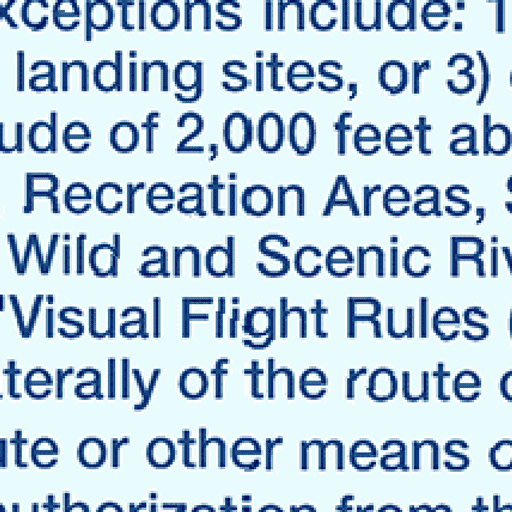 xceptions include: 1
landing sites, or 3)
ude of 2,000 feet ab
Recreation Areas, S
Wild and Scenic Riv
"Visual Flight Rules (
terally of the route o
ute or other means o
authorization from th